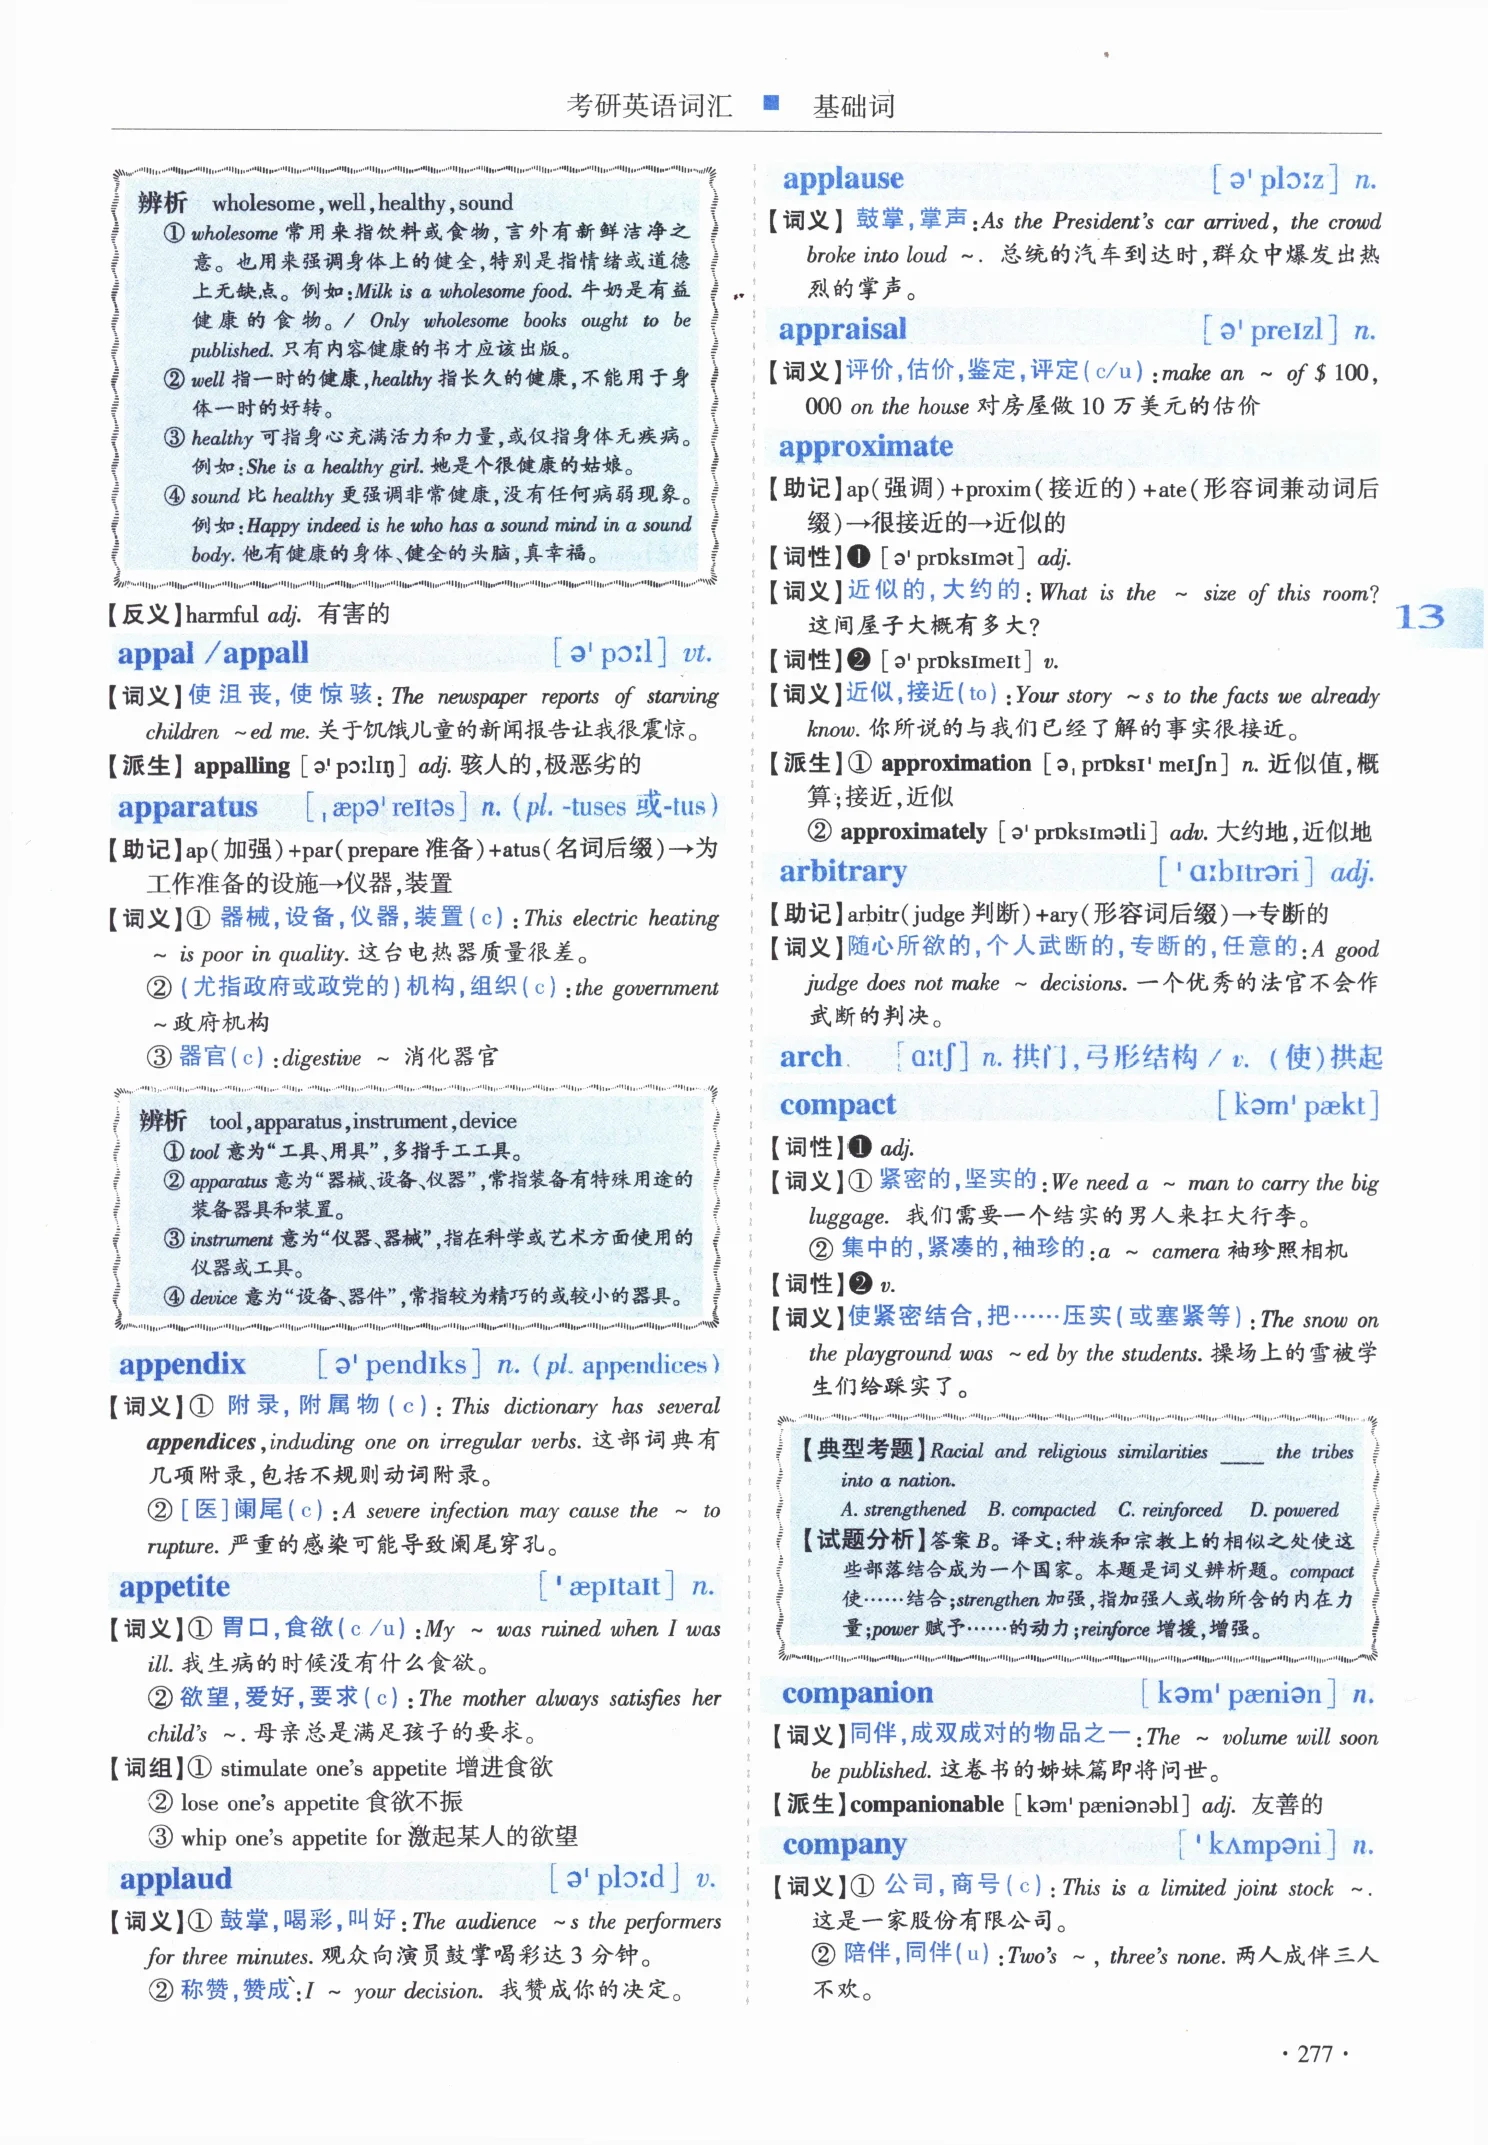 考研英语词汇 ■ 基础词
辨析 wholesome,well,healthy,sound
① wholesome 常用来指饮料或食物,言外有新鲜洁净之
意。也用来强调身体上的健全,特别是指情绪或道德
上无缺点。例如:Milk is a wholesome food. 牛奶是有益
健康的食物。/ Only wholesome books ought to be
published. 只有内容健康的书才应该出版。
② well 指一时的健康,healthy 指长久的健康,不能用于身
体一时的好转。
③ healthy 可指身心充满活力和力量,或仅指身体无疾病。
例如:She is a healthy girl. 她是个很健康的姑娘。
④ sound 比 healthy 更强调非常健康,没有任何病弱现象。
例如:Happy indeed is he who has a sound mind in a sound
body. 他有健康的身体、健全的头脑,真幸福。
【反义】harmful adj. 有害的
appal /appall [ə'pɔːl] vt.
【词义】使沮丧,使惊骇:The newspaper reports of starving
children ~ed me. 关于饥饿儿童的新闻报告让我很震惊。
【派生】appalling [ə'pɔːlɪŋ] adj. 骇人的,极恶劣的
apparatus [ˌæpə'reɪtəs] n. (pl. -tuses 或-tus)
【助记】ap(加强)+par(prepare 准备)+atus(名词后缀)→为
工作准备的设施→仪器,装置
【词义】① 器械,设备,仪器,装置(c):This electric heating
~ is poor in quality. 这台电热器质量很差。
② (尤指政府或政党的)机构,组织(c):the government
~政府机构
③ 器官(c):digestive ~ 消化器官
辨析 tool,apparatus,instrument,device
① tool 意为“工具、用具”,多指手工工具。
② apparatus 意为“器械、设备、仪器”,常指装备有特殊用途的
装备器具和装置。
③ instrument 意为“仪器、器械”,指在科学或艺术方面使用的
仪器或工具。
④ device 意为“设备、器件”,常指较为精巧的或较小的器具。
appendix [ə'pendɪks] n. (pl. appendices)
【词义】① 附录,附属物(c):This dictionary has several
appendices,induding one on irregular verbs. 这部词典有
几项附录,包括不规则动词附录。
② [医]阑尾(c):A severe infection may cause the ~ to
rupture. 严重的感染可能导致阑尾穿孔。
appetite ['æpɪtaɪt] n.
【词义】① 胃口,食欲(c /u):My ~ was ruined when I was
ill. 我生病的时候没有什么食欲。
② 欲望,爱好,要求(c):The mother always satisfies her
child's ~. 母亲总是满足孩子的要求。
【词组】① stimulate one's appetite 增进食欲
② lose one's appetite 食欲不振
③ whip one's appetite for 激起某人的欲望
applaud [ə'plɔːd] v.
【词义】① 鼓掌,喝彩,叫好:The audience ~s the performers
for three minutes. 观众向演员鼓掌喝彩达 3 分钟。
② 称赞,赞成:I ~ your decision. 我赞成你的决定。
applause [ə'plɔːz] n.
【词义】鼓掌,掌声:As the President's car arrived, the crowd
broke into loud ~. 总统的汽车到达时,群众中爆发出热
烈的掌声。
appraisal [ə'preɪzl] n.
【词义】评价,估价,鉴定,评定(c/u):make an ~ of $ 100,
000 on the house 对房屋做 10 万美元的估价
approximate
【助记】ap(强调)+proxim(接近的)+ate(形容词兼动词后
缀)→很接近的→近似的
【词性】❶ [ə'prɒksɪmət] adj.
【词义】近似的,大约的:What is the ~ size of this room?
这间屋子大概有多大?
【词性】❷ [ə'prɒksɪmeɪt] v.
【词义】近似,接近(to):Your story ~s to the facts we already
know. 你所说的与我们已经了解的事实很接近。
【派生】① approximation [əˌprɒksɪ'meɪʃn] n. 近似值,概
算;接近,近似
② approximately [ə'prɒksɪmətli] adv. 大约地,近似地
arbitrary ['ɑːbɪtrəri] adj.
【助记】arbitr(judge 判断)+ary(形容词后缀)→专断的
【词义】随心所欲的,个人武断的,专断的,任意的:A good
judge does not make ~ decisions. 一个优秀的法官不会作
武断的判决。
arch [ɑːtʃ] n. 拱门,弓形结构 / v. (使)拱起
compact [kəm'pækt]
【词性】❶ adj.
【词义】① 紧密的,坚实的:We need a ~ man to carry the big
luggage. 我们需要一个结实的男人来扛大行李。
② 集中的,紧凑的,袖珍的:a ~ camera 袖珍照相机
【词性】❷ v.
【词义】使紧密结合,把……压实(或塞紧等):The snow on
the playground was ~ed by the students. 操场上的雪被学
生们给踩实了。
【典型考题】Racial and religious similarities ____ the tribes
into a nation.
A. strengthened B. compacted C. reinforced D. powered
【试题分析】答案 B。译文:种族和宗教上的相似之处使这
些部落结合成为一个国家。本题是词义辨析题。compact
使……结合;strengthen 加强,指加强人或物所含的内在力
量;power 赋予……的动力;reinforce 增援,增强。
companion [kəm'pæniən] n.
【词义】同伴,成双成对的物品之一:The ~ volume will soon
be published. 这卷书的姊妹篇即将问世。
【派生】companionable [kəm'pæniənəbl] adj. 友善的
company ['kʌmpəni] n.
【词义】① 公司,商号(c):This is a limited joint stock ~.
这是一家股份有限公司。
② 陪伴,同伴(u):Two's ~, three's none. 两人成伴三人
不欢。
13
· 277 ·